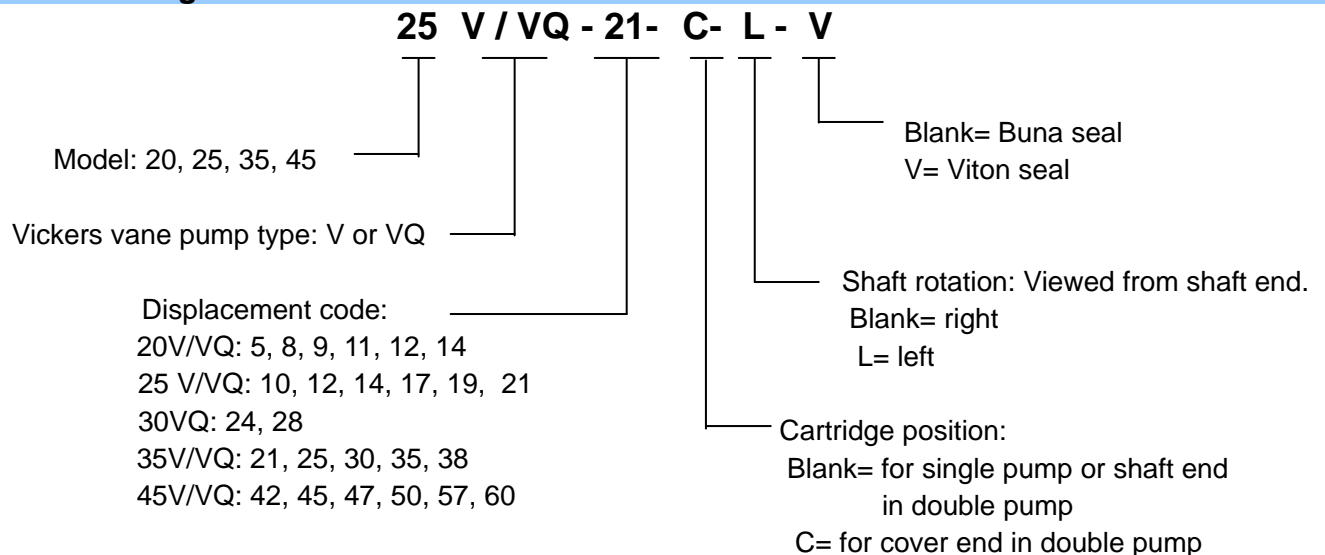 25 V / VQ - 21- C- L - V
Blank= Buna seal
V= Viton seal
Model: 20, 25, 35, 45
Vickers vane pump type: V or VQ
Shaft rotation: Viewed from shaft end.
Blank= right
L= left
Displacement code:
20V/VQ: 5, 8, 9, 11, 12, 14
25 V/VQ: 10, 12, 14, 17, 19, 21
30VQ: 24, 28
35V/VQ: 21, 25, 30, 35, 38
45V/VQ: 42, 45, 47, 50, 57, 60
Cartridge position:
Blank= for single pump or shaft end
in double pump
C= for cover end in double pump